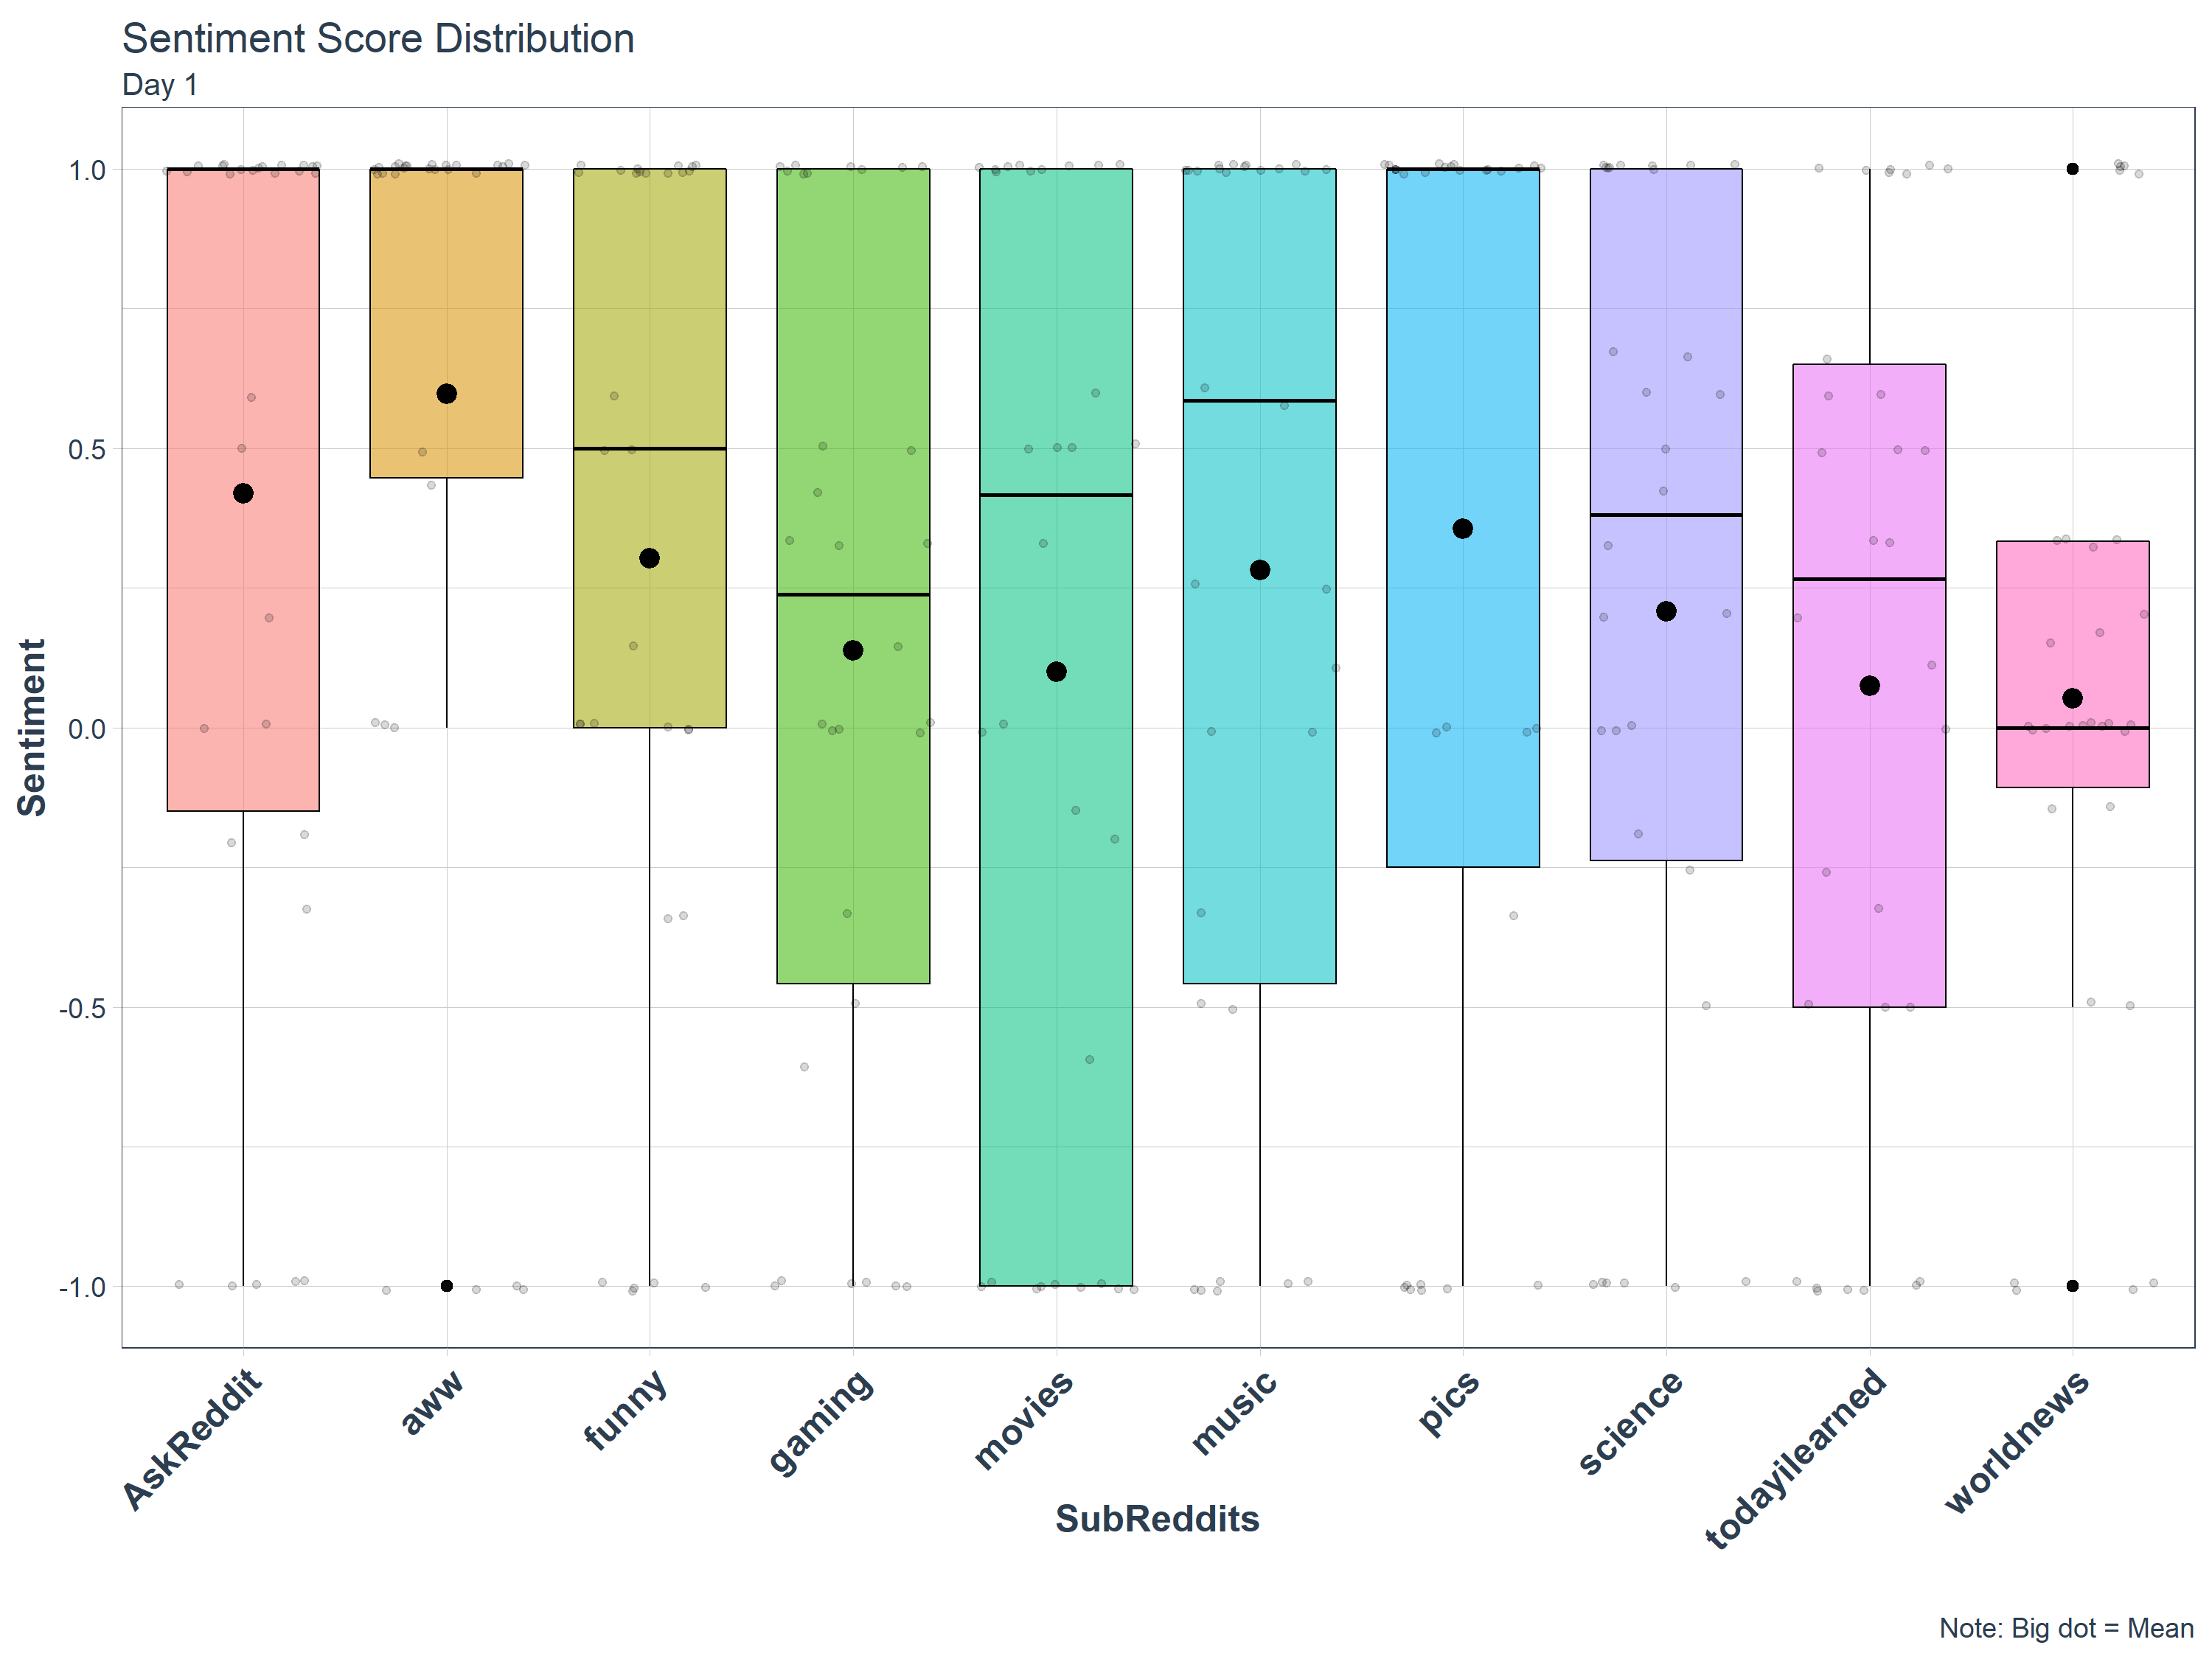 Sentiment Score Distribution
Day 1
Sentiment
1.0
0.5
0.0
-0.5
-1.0
AskReddit
aww
funny
gaming
movies
music
pics
science
todayilearned
worldnews
SubReddits
Note: Big dot = Mean